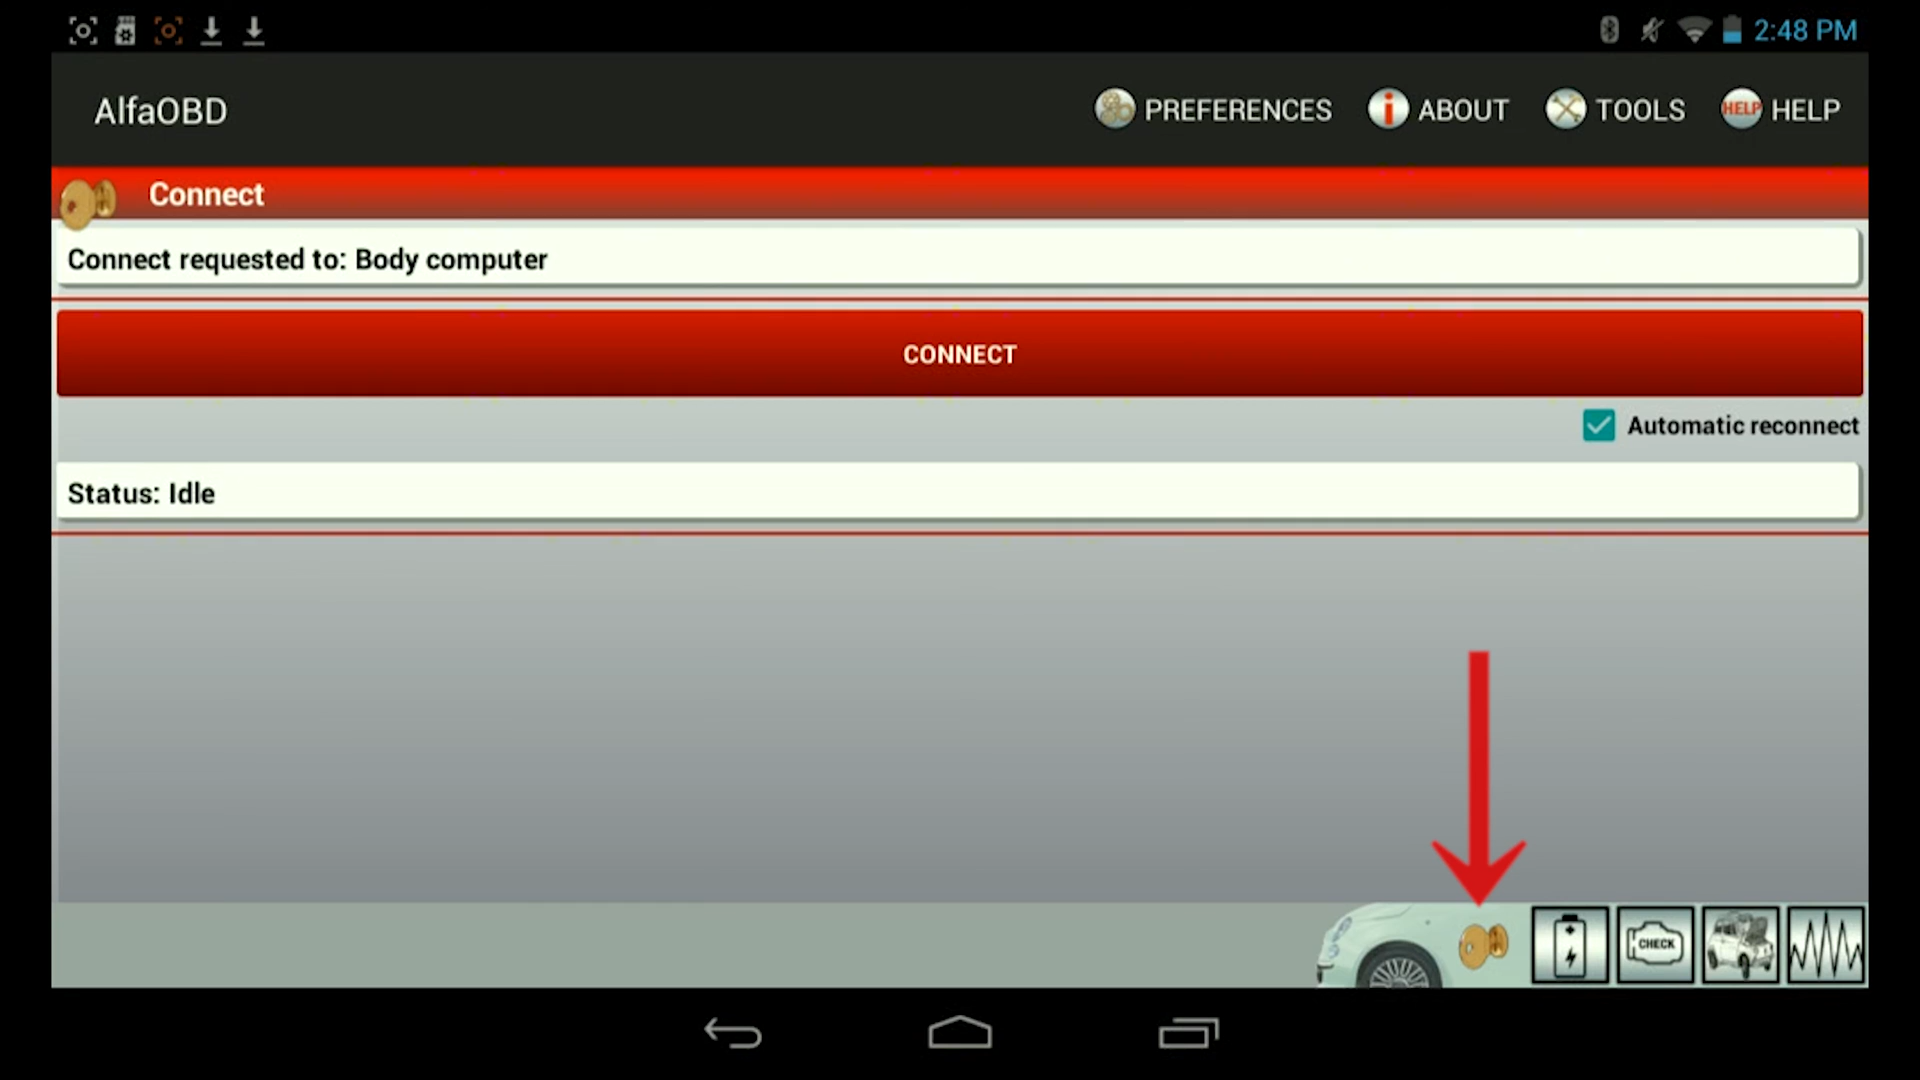 2:48 PM
AlfaOBD
PREFERENCES
ABOUT
TOOLS
HELP HELP
Connect
Connect requested to: Body computer
CONNECT
Automatic reconnect
Status: Idle
CHECK